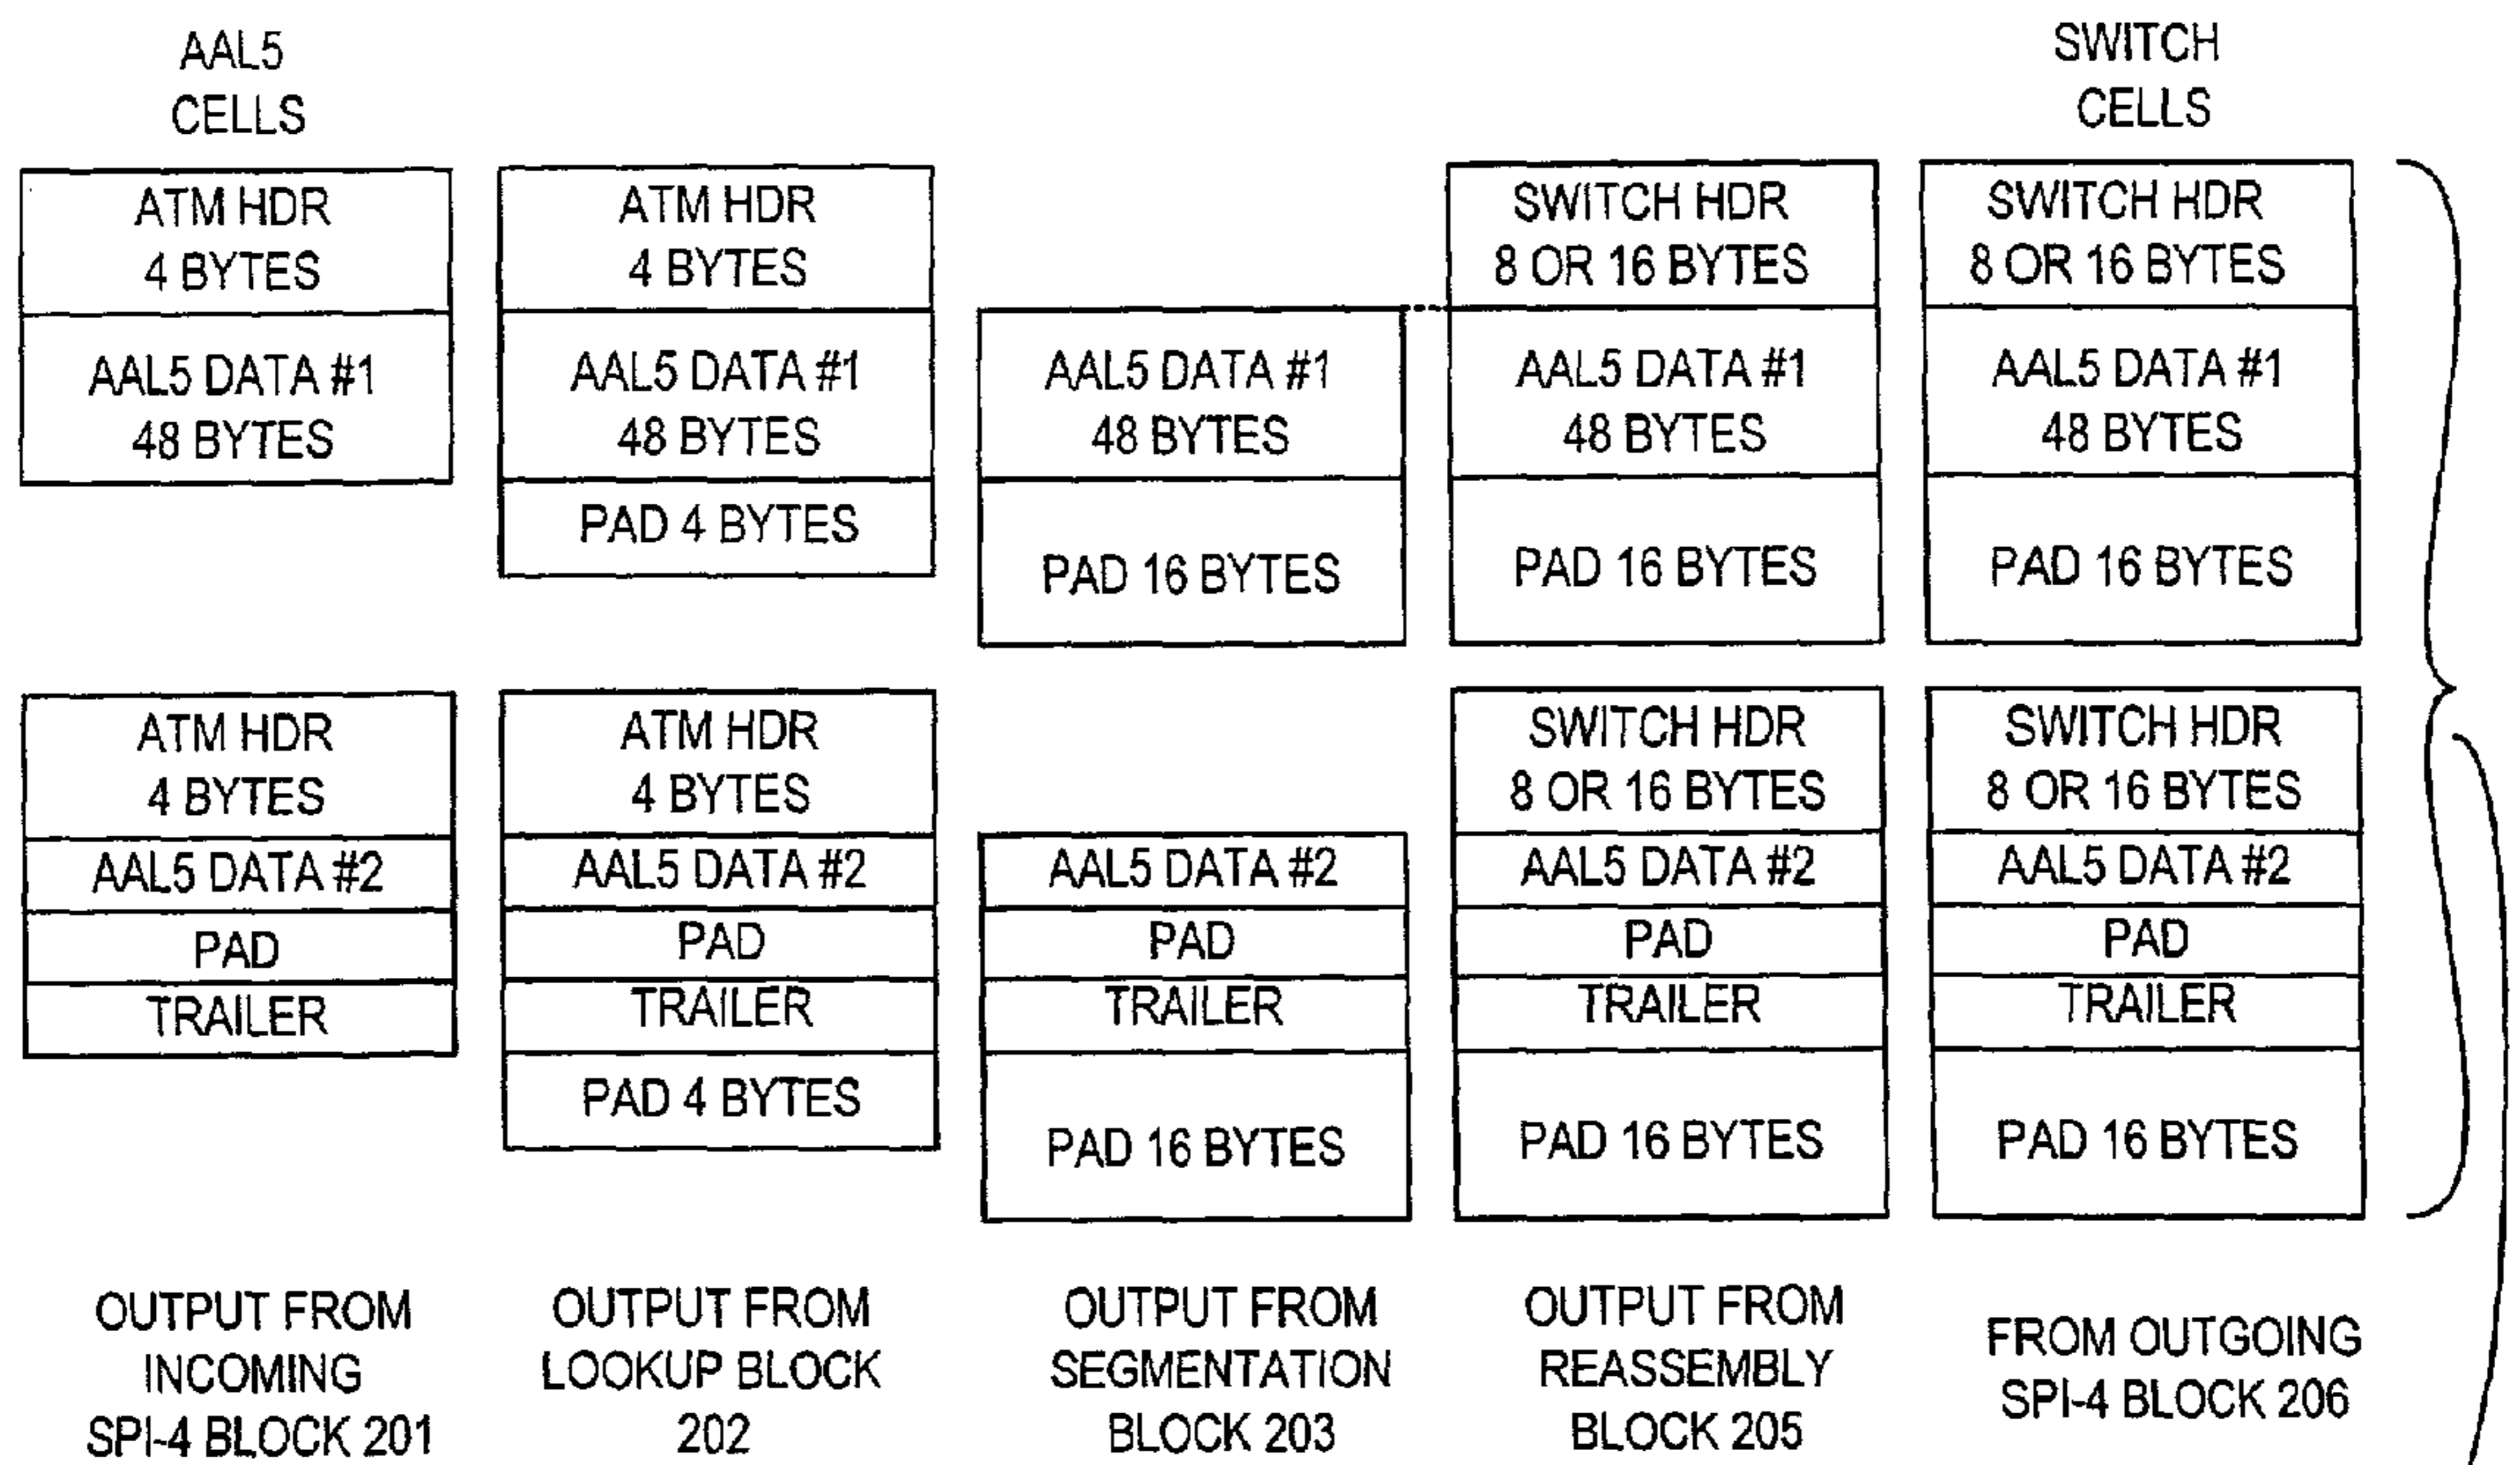 AAL5
CELLS
SWITCH
CELLS
ATM HDR
4 BYTES
AAL5 DATA #1
48 BYTES
ATM HDR
4 BYTES
AAL5 DATA #1
48 BYTES
PAD 4 BYTES
AAL5 DATA #1
48 BYTES
PAD 16 BYTES
SWITCH HDR
8 OR 16 BYTES
AAL5 DATA #1
48 BYTES
PAD 16 BYTES
SWITCH HDR
8 OR 16 BYTES
AAL5 DATA #1
48 BYTES
PAD 16 BYTES
ATM HDR
4 BYTES
AAL5 DATA #2
PAD
TRAILER
ATM HDR
4 BYTES
AAL5 DATA #2
PAD
TRAILER
PAD 4 BYTES
AAL5 DATA #2
PAD
TRAILER
PAD 16 BYTES
SWITCH HDR
8 OR 16 BYTES
AAL5 DATA #2
PAD
TRAILER
PAD 16 BYTES
SWITCH HDR
8 OR 16 BYTES
AAL5 DATA #2
PAD
TRAILER
PAD 16 BYTES
OUTPUT FROM
INCOMING
SPI-4 BLOCK 201
OUTPUT FROM
LOOKUP BLOCK
202
OUTPUT FROM
SEGMENTATION
BLOCK 203
OUTPUT FROM
REASSEMBLY
BLOCK 205
FROM OUTGOING
SPI-4 BLOCK 206